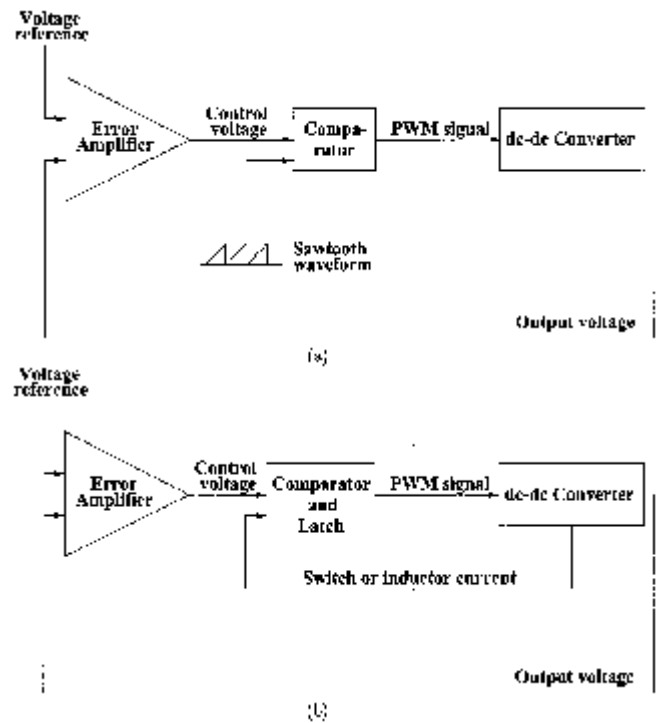 Voltage
reference
Error
Amplifier
Control
voltage
Compa-
rator
PWM signal
dc-dc Converter
Sawtooth
waveform
Output voltage
(a)
Voltage
reference
Error
Amplifier
Control
voltage
Comparator
and
Latch
PWM signal
dc-dc Converter
Switch or inductor current
Output voltage
(b)